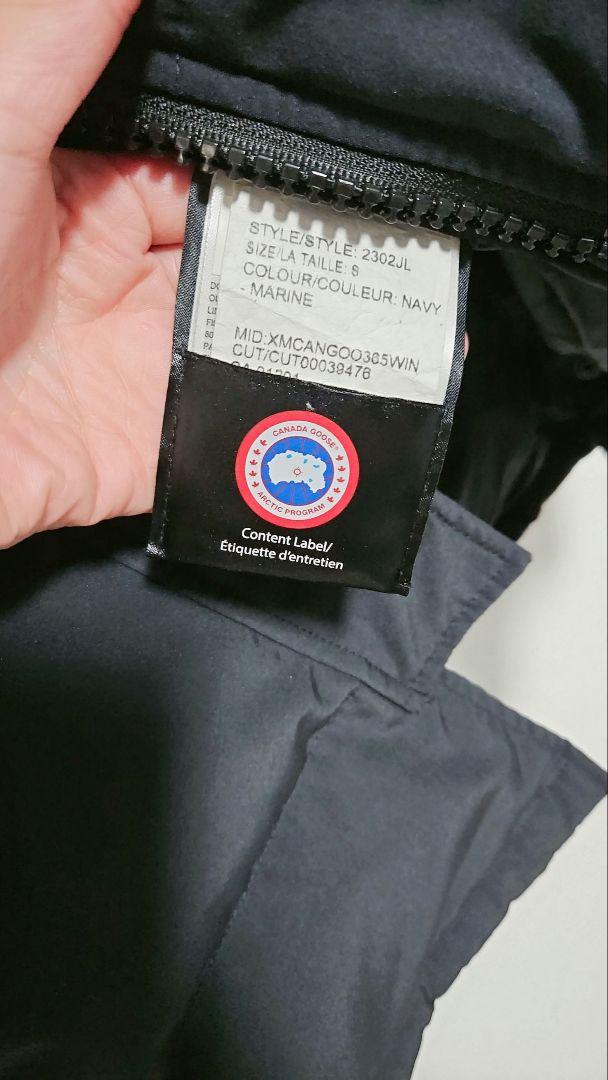 STYLE/STYLE: 2302JL
SIZE/LA TAILLE: S
COLOUR/COULEUR: NAVY
- MARINE
MID:XMCANGOO365WIN
CUT/CUT00039476
CANADA GOOSE®
ARCTIC PROGRAM
Content Label/
Étiquette d'entretien